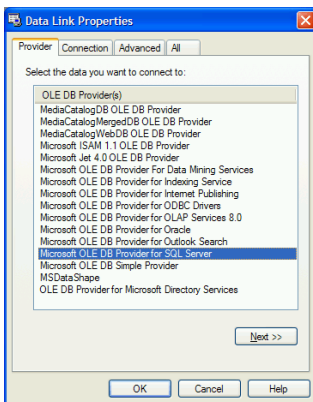 Data Link Properties
Provider Connection Advanced All
Select the data you want to connect to:
OLE DB Provider(s)
MediaCatalogDB OLE DB Provider
MediaCatalogMergedDB OLE DB Provider
MediaCatalogWebDB OLE DB Provider
Microsoft ISAM 1.1 OLE DB Provider
Microsoft Jet 4.0 OLE DB Provider
Microsoft OLE DB Provider For Data Mining Services
Microsoft OLE DB Provider for Indexing Service
Microsoft OLE DB Provider for Internet Publishing
Microsoft OLE DB Provider for ODBC Drivers
Microsoft OLE DB Provider for OLAP Services 8.0
Microsoft OLE DB Provider for Oracle
Microsoft OLE DB Provider for Outlook Search
Microsoft OLE DB Provider for SQL Server
Microsoft OLE DB Simple Provider
MSDataShape
OLE DB Provider for Microsoft Directory Services
Next >>
OK Cancel Help